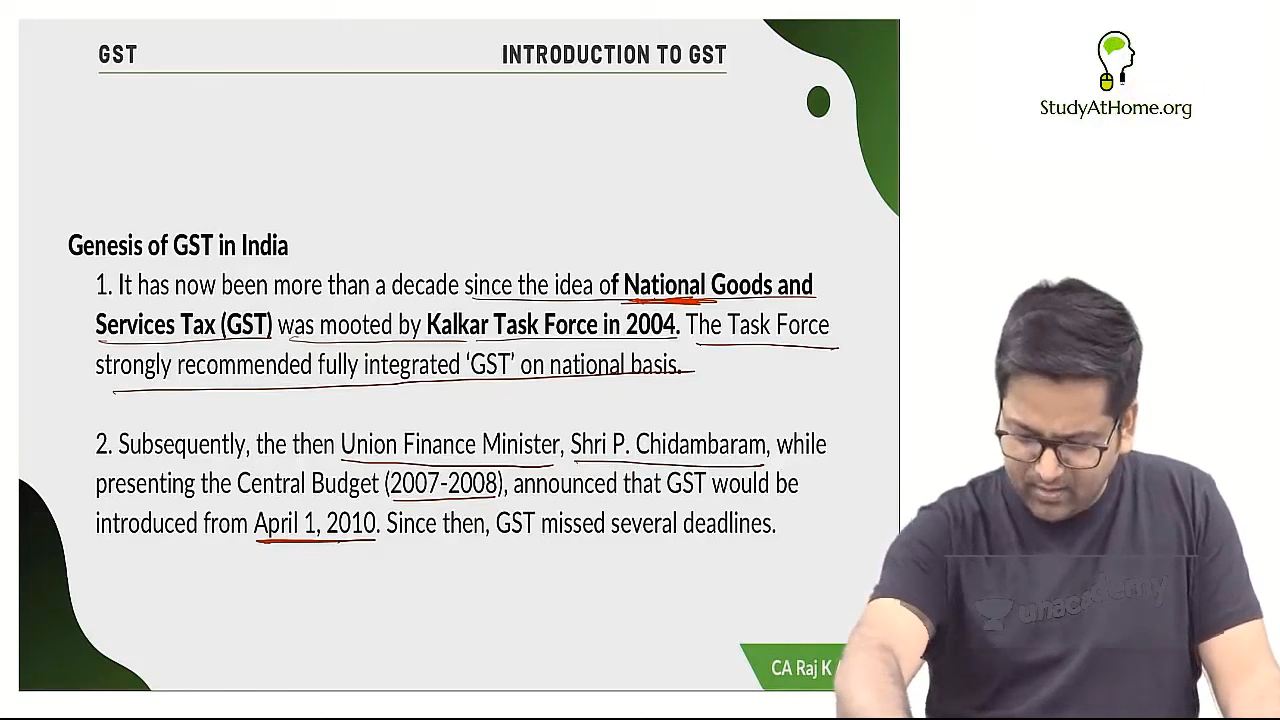 GST
INTRODUCTION TO GST
StudyAtHome.org
Genesis of GST in India
1. It has now been more than a decade since the idea of National Goods and
Services Tax (GST) was mooted by Kalkar Task Force in 2004. The Task Force
strongly recommended fully integrated ‘GST’ on national basis.
2. Subsequently, the then Union Finance Minister, Shri P. Chidambaram, while
presenting the Central Budget (2007-2008), announced that GST would be
introduced from April 1, 2010. Since then, GST missed several deadlines.
unacademy
CA Raj K